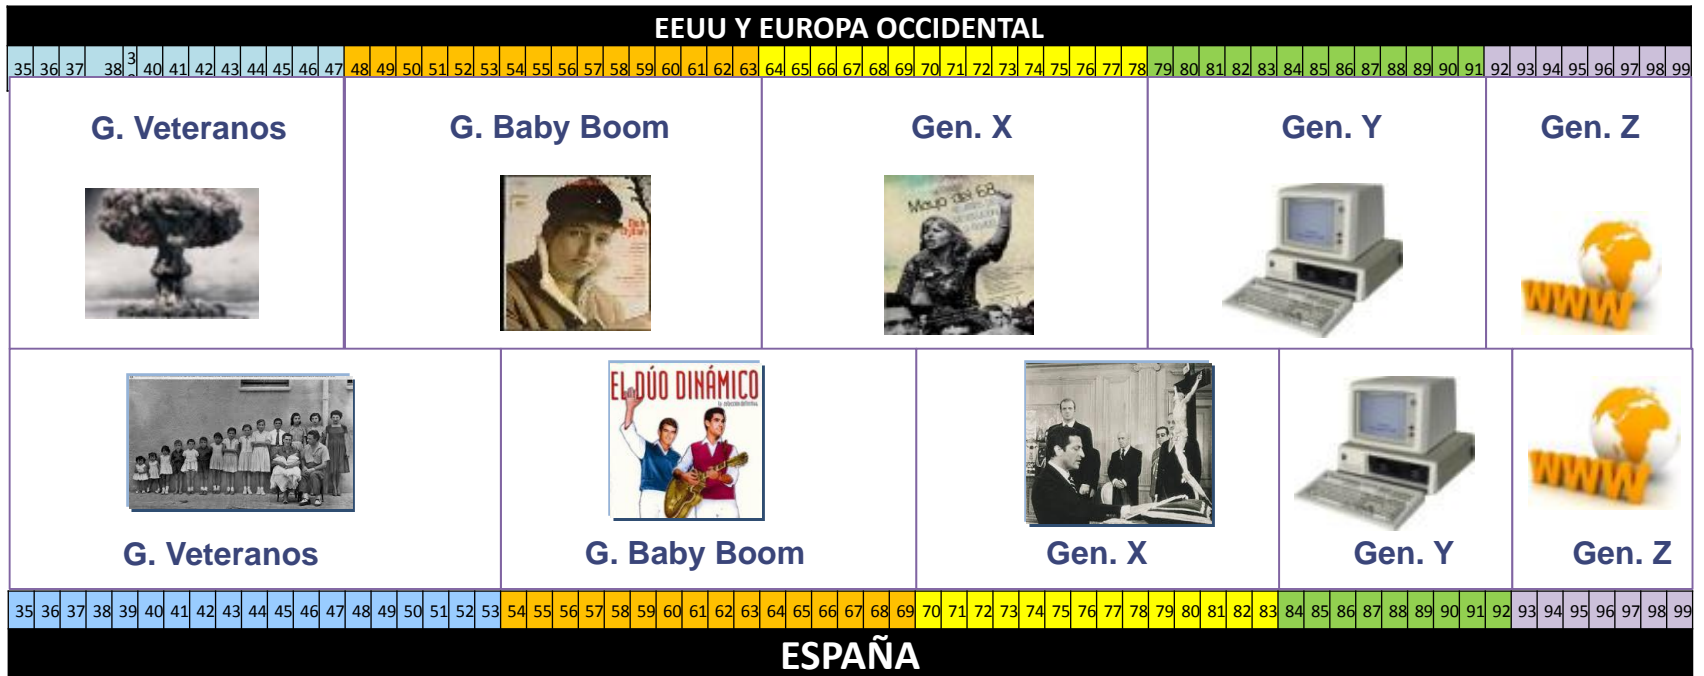 EEUU Y EUROPA OCCIDENTAL
35 36 37 38 3 40 41 42 43 44 45 46 47 48 49 50 51 52 53 54 55 56 57 58 59 60 61 62 63 64 65 66 67 68 69 70 71 72 73 74 75 76 77 78 79 80 81 82 83 84 85 86 87 88 89 90 91 92 93 94 95 96 97 98 99
G. Veteranos G. Baby Boom Gen. X Gen. Y Gen. Z
Mayo del 68
WWW
EL DÚO DINÁMICO
WWW
G. Veteranos G. Baby Boom Gen. X Gen. Y Gen. Z
35 36 37 38 39 40 41 42 43 44 45 46 47 48 49 50 51 52 53 54 55 56 57 58 59 60 61 62 63 64 65 66 67 68 69 70 71 72 73 74 75 76 77 78 79 80 81 82 83 84 85 86 87 88 89 90 91 92 93 94 95 96 97 98 99
ESPAÑA